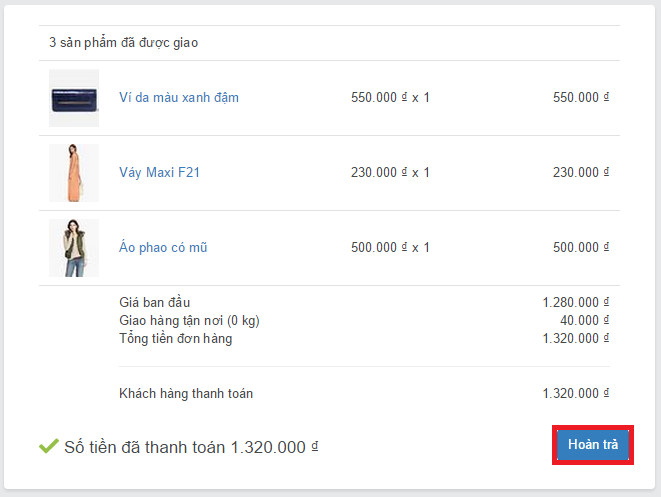 3 sản phẩm đã được giao
Ví da màu xanh đậm 550.000 ₫ x 1 550.000 ₫
Váy Maxi F21 230.000 ₫ x 1 230.000 ₫
Áo phao có mũ 500.000 ₫ x 1 500.000 ₫
Giá ban đầu 1.280.000 ₫
Giao hàng tận nơi (0 kg) 40.000 ₫
Tổng tiền đơn hàng 1.320.000 ₫
Khách hàng thanh toán 1.320.000 ₫
Số tiền đã thanh toán 1.320.000 ₫ Hoàn trả